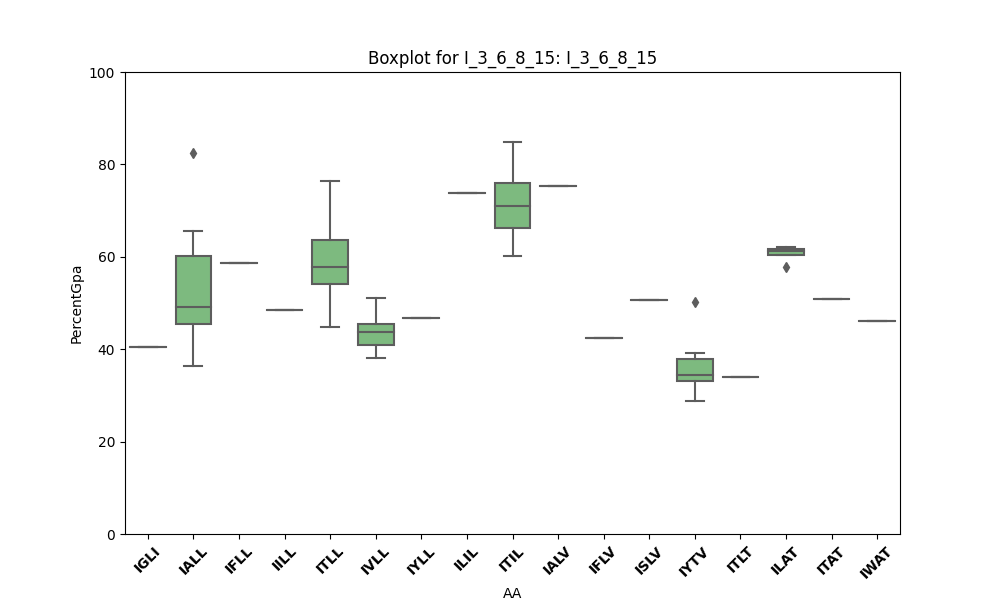 Boxplot for I_3_6_8_15: I_3_6_8_15
100
80
60
40
20
0
PercentGpa
IGLI
IALL
IFLL
IILL
ITLL
IVLL
IYLL
ILIL
ITIL
IALV
IFLV
ISLV
IYTV
ITLT
ILAT
ITAT
IWAT
AA